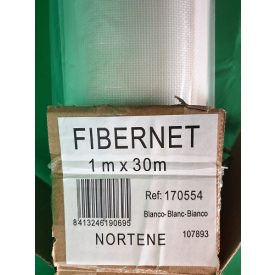 FIBERNET
1 m x 30m
Ref: 170554
Blanco-Blanc-Bianco
8413246190695
NORTENE
107893